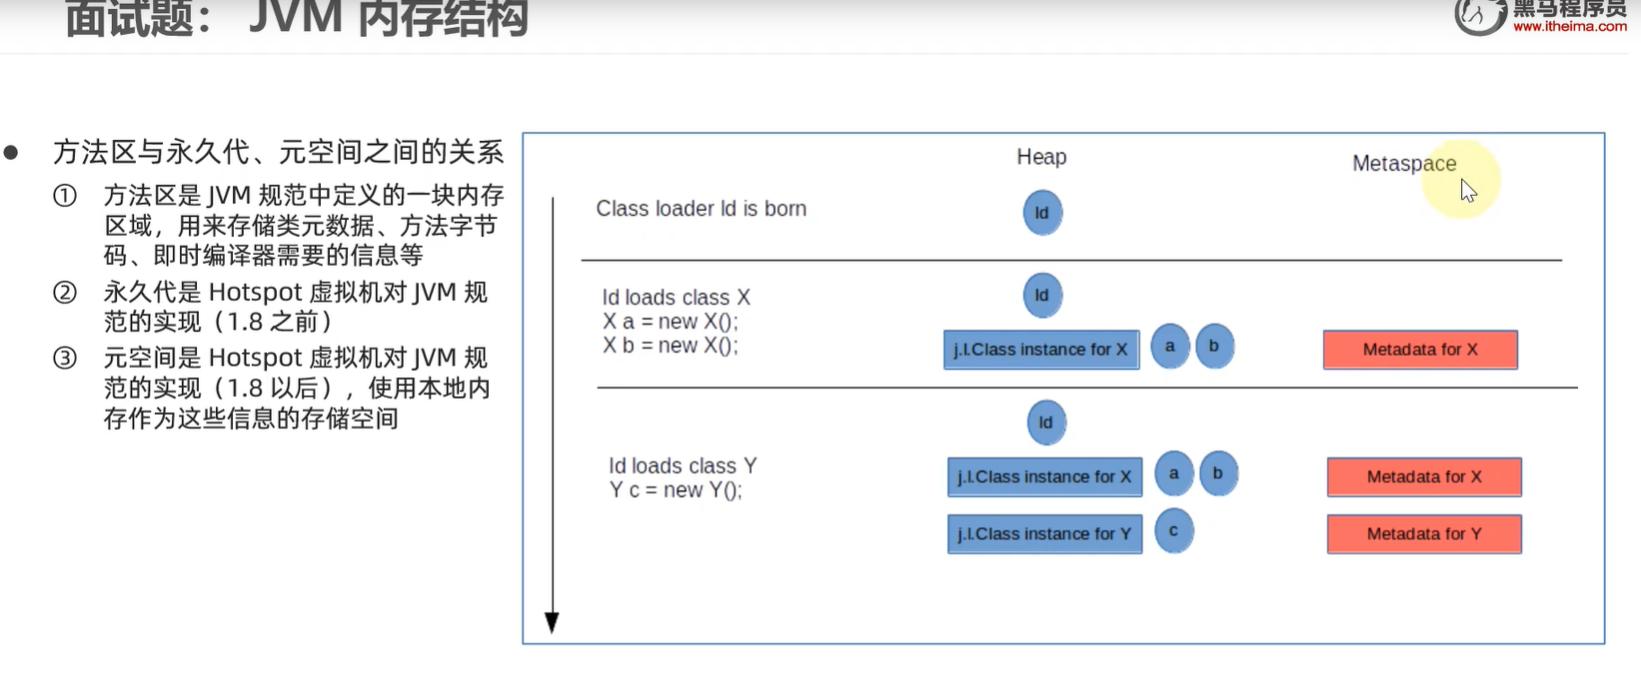 面试题： JVM 内存结构
黑马程序员
www.itheima.com
● 方法区与永久代、元空间之间的关系
① 方法区是 JVM 规范中定义的一块内存
区域，用来存储类元数据、方法字节
码、即时编译器需要的信息等
② 永久代是 Hotspot 虚拟机对 JVM 规
范的实现（1.8 之前）
③ 元空间是 Hotspot 虚拟机对 JVM 规
范的实现（1.8 以后），使用本地内
存作为这些信息的存储空间
Heap
Metaspace
Class loader Id is born
Id
Id loads class X
X a = new X();
X b = new X();
Id
j.l.Class instance for X
a
b
Metadata for X
Id loads class Y
Y c = new Y();
Id
j.l.Class instance for X
a
b
Metadata for X
j.l.Class instance for Y
c
Metadata for Y